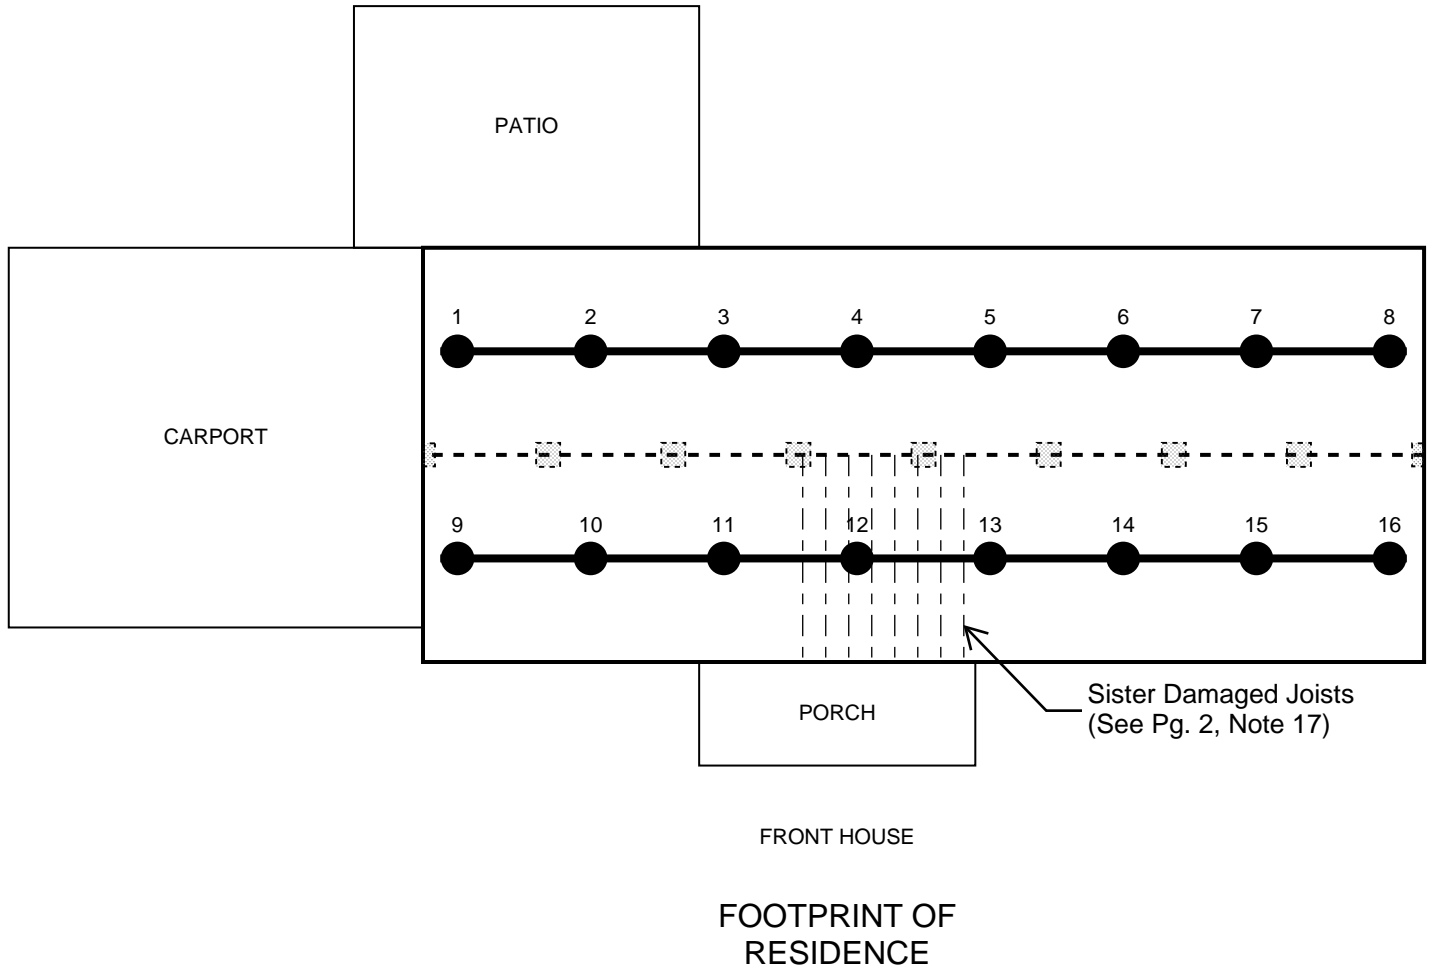 PATIO
1 2 3 4 5 6 7 8
CARPORT
9 10 11 12 13 14 15 16
Sister Damaged Joists
(See Pg. 2, Note 17)
PORCH
FRONT HOUSE
FOOTPRINT OF
RESIDENCE